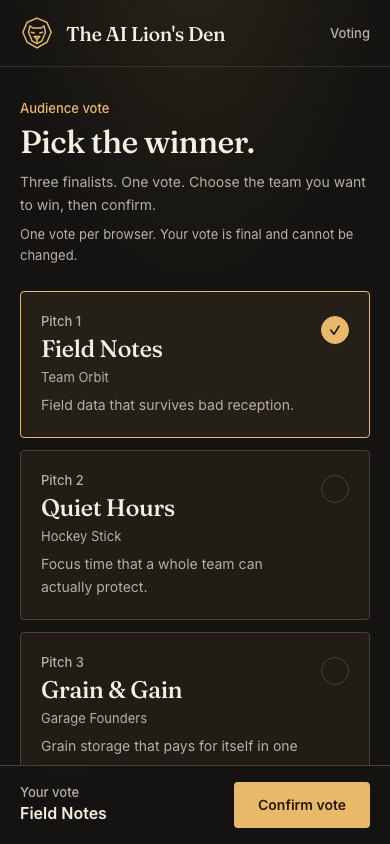 The AI Lion's Den
Voting
Audience vote
Pick the winner.
Three finalists. One vote. Choose the team you want
to win, then confirm.
One vote per browser. Your vote is final and cannot be
changed.
Pitch 1
Field Notes
Team Orbit
Field data that survives bad reception.
Pitch 2
Quiet Hours
Hockey Stick
Focus time that a whole team can
actually protect.
Pitch 3
Grain & Gain
Garage Founders
Grain storage that pays for itself in one
Your vote
Field Notes
Confirm vote